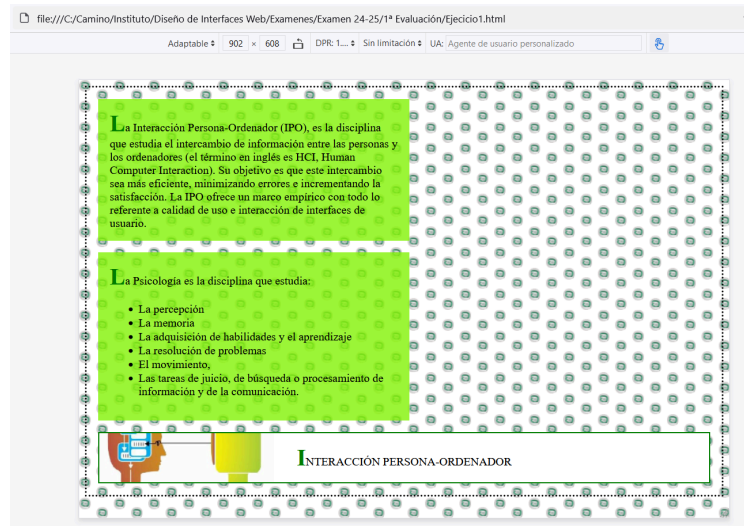 file:///C:/Camino/Instituto/Diseño de Interfaces Web/Examenes/Examen 24-25/1ª Evaluación/Ejecicio1.html
Adaptable 902 × 608 DPR: 1.... Sin limitación UA: Agente de usuario personalizado
La Interacción Persona-Ordenador (IPO), es la disciplina
que estudia el intercambio de información entre las personas y
los ordenadores (el término en inglés es HCI, Human
Computer Interaction). Su objetivo es que este intercambio
sea más eficiente, minimizando errores e incrementando la
satisfacción. La IPO ofrece un marco empírico con todo lo
referente a calidad de uso e interacción de interfaces de
usuario.
La Psicología es la disciplina que estudia:
• La percepción
• La memoria
• La adquisición de habilidades y el aprendizaje
• La resolución de problemas
• El movimiento,
• Las tareas de juicio, de búsqueda o procesamiento de
información y de la comunicación.
INTERACCIÓN PERSONA-ORDENADOR